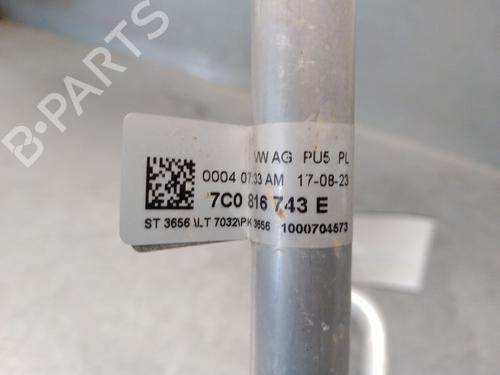 B-PARTS
VW AG PU5 PL
0004 07:33 AM 17-08-23
7C0 816 743 E
ST 3656 \LT 7032\PK 3656 1000704573